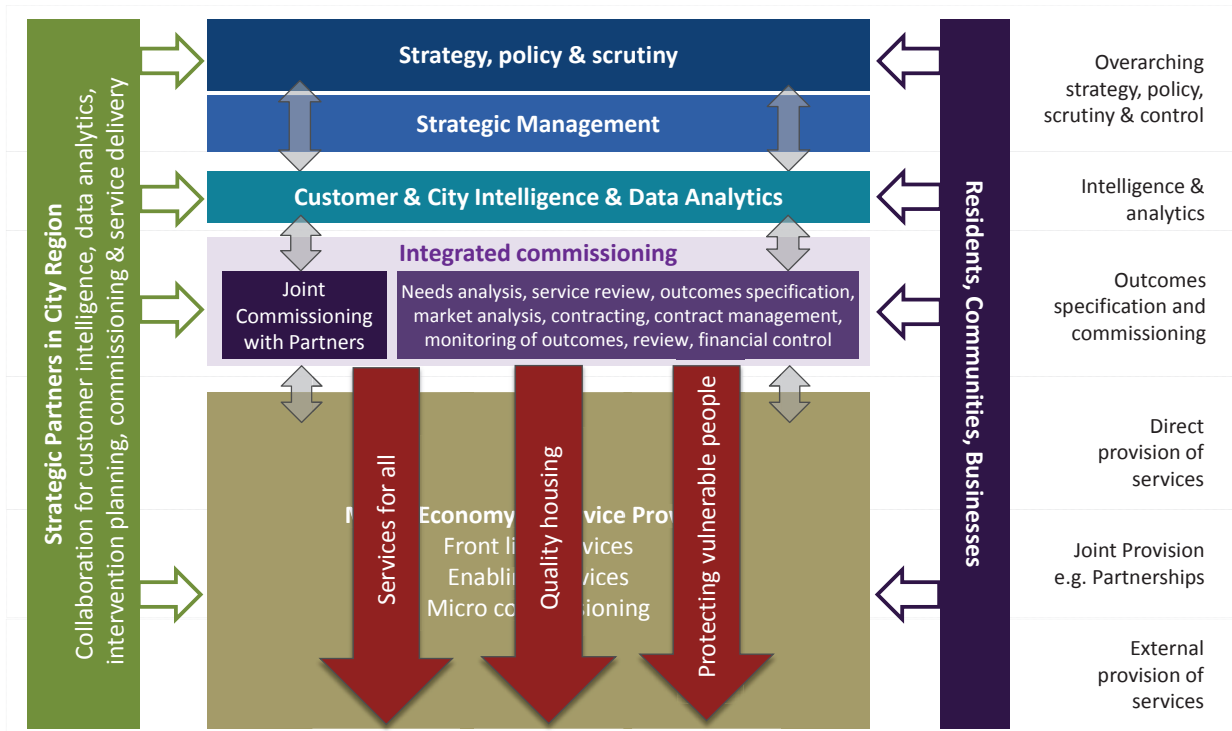 Strategic Partners in City Region
Collaboration for customer intelligence, data analytics,
intervention planning, commissioning & service delivery
Strategy, policy & scrutiny
Strategic Management
Customer & City Intelligence & Data Analytics
Integrated commissioning
Joint
Commissioning
with Partners
Needs analysis, service review, outcomes specification,
market analysis, contracting, contract management,
monitoring of outcomes, review, financial control
Services for all
Quality housing
Protecting vulnerable people
Economy
Front
Micro
Residents, Communities, Businesses
Overarching
strategy, policy,
scrutiny & control
Intelligence &
analytics
Outcomes
specification and
commissioning
Direct
provision of
services
Joint Provision
e.g. Partnerships
External
provision of
services